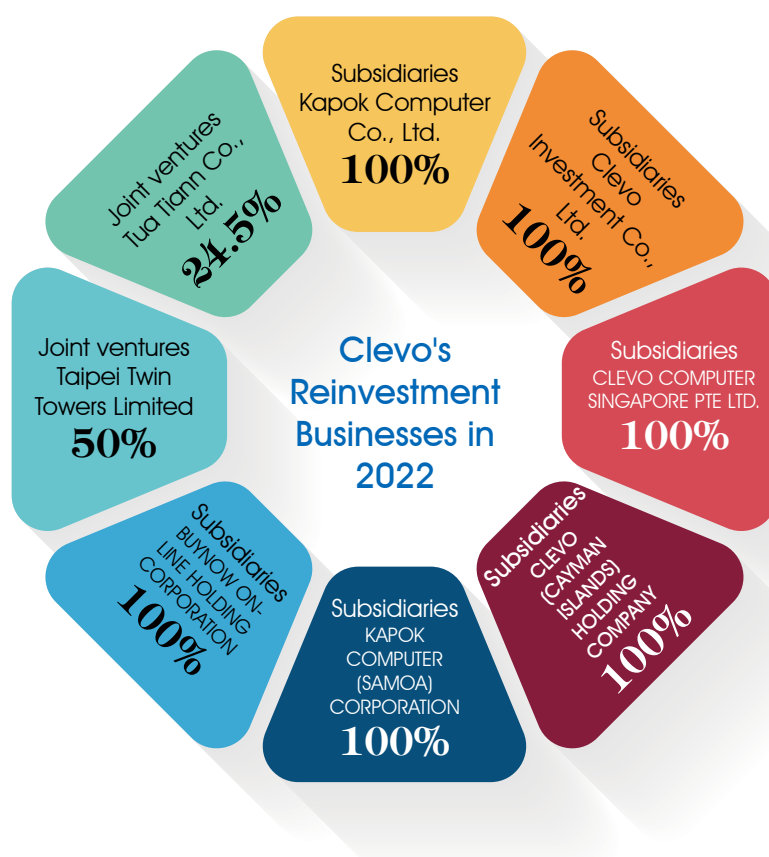 Clevo's
Reinvestment
Businesses in
2022
Subsidiaries
Kapok Computer
Co., Ltd.
100%
Subsidiaries
Clevo
Investment Co.,
Ltd.
100%
Subsidiaries
CLEVO COMPUTER
SINGAPORE PTE LTD.
100%
Subsidiaries
CLEVO
(CAYMAN
ISLANDS)
HOLDING
COMPANY
100%
Subsidiaries
KAPOK
COMPUTER
(SAMOA)
CORPORATION
100%
Subsidiaries
BUYNOW ON-
LINE HOLDING
CORPORATION
100%
Joint ventures
Taipei Twin
Towers Limited
50%
Joint ventures
Tua Tiann Co.,
Ltd.
24.5%